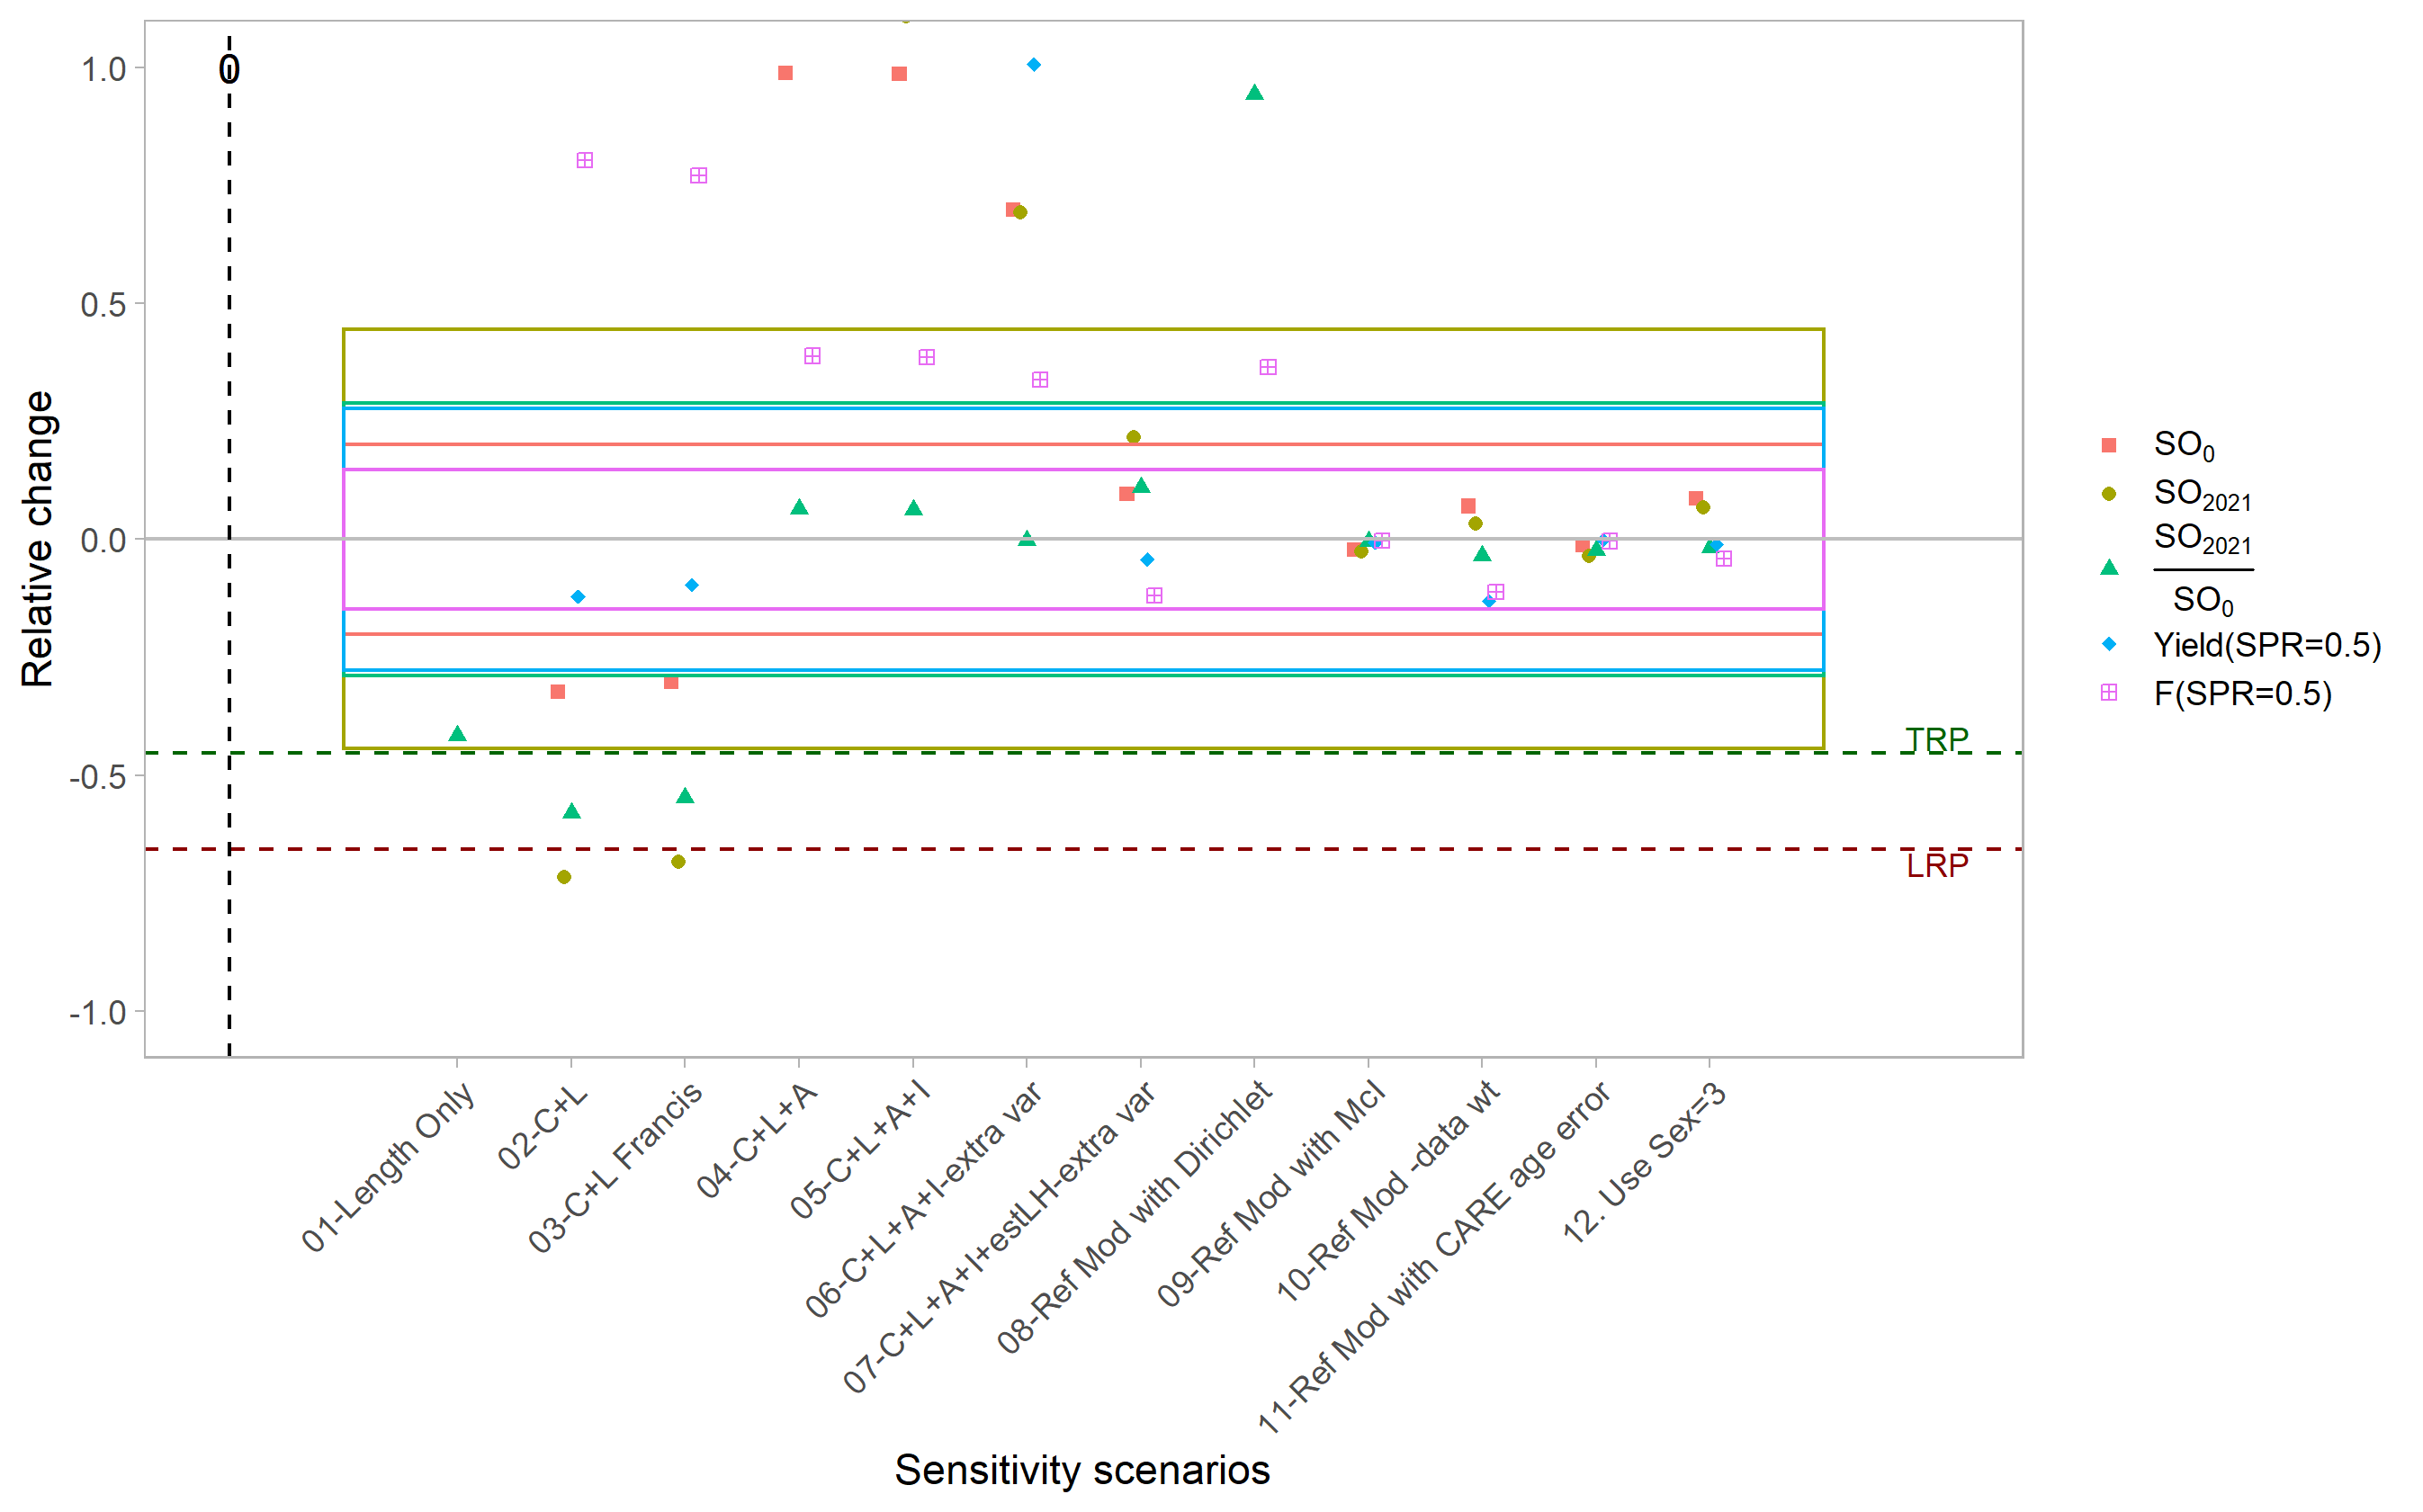 Relative change
1.0
0.5
0.0
-0.5
-1.0
0
TRP
LRP
01-Length Only
02-C+L
03-C+L Francis
04-C+L+A
05-C+L+A+I
06-C+L+A+I-extra var
07-C+L+A+I+estLH-extra var
08-Ref Mod with Dirichlet
09-Ref Mod with McI
10-Ref Mod -data wt
11-Ref Mod with CARE age error
12. Use Sex=3
Sensitivity scenarios
SO0
SO2021
SO2021
SO0
Yield(SPR=0.5)
F(SPR=0.5)